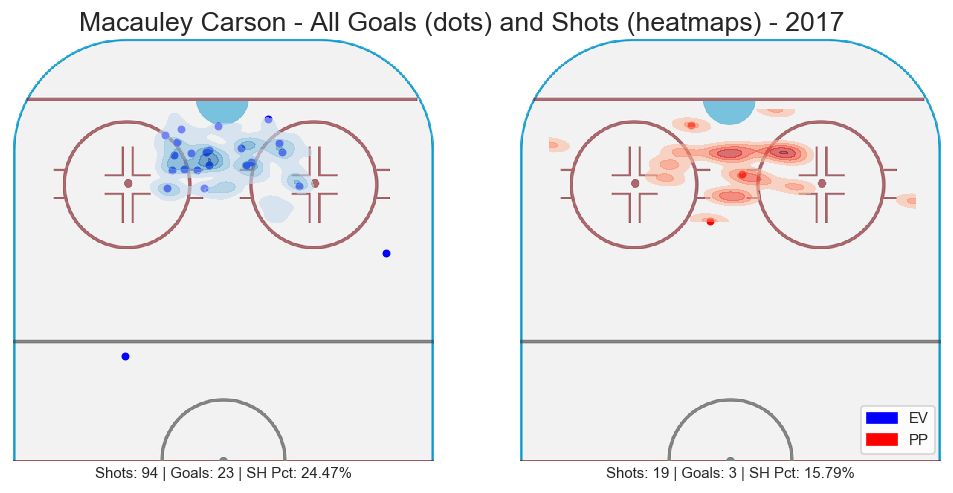 Macauley Carson - All Goals (dots) and Shots (heatmaps) - 2017
EV
PP
Shots: 94 | Goals: 23 | SH Pct: 24.47%
Shots: 19 | Goals: 3 | SH Pct: 15.79%